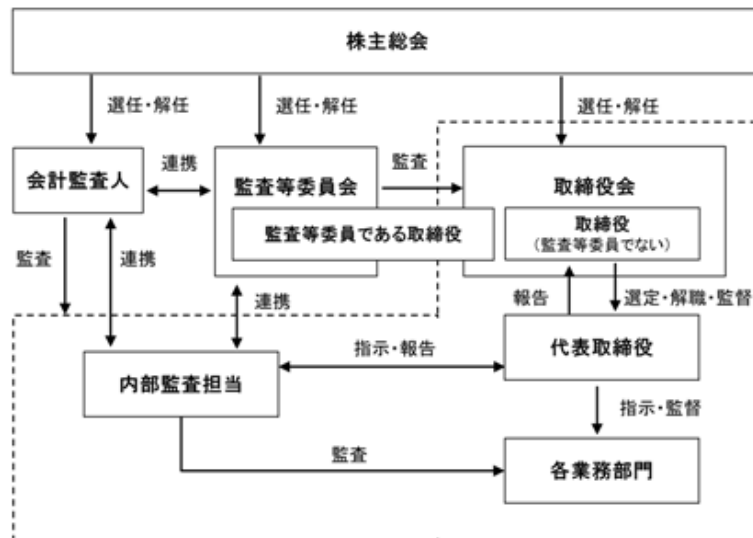 株主総会
選任・解任
選任・解任
選任・解任
会計監査人
連携
監査等委員会
監査
取締役会
監査等委員である取締役
取締役
(監査等委員でない)
監査
連携
連携
報告
選定・解職・監督
内部監査担当
指示・報告
代表取締役
指示・監督
監査
各業務部門